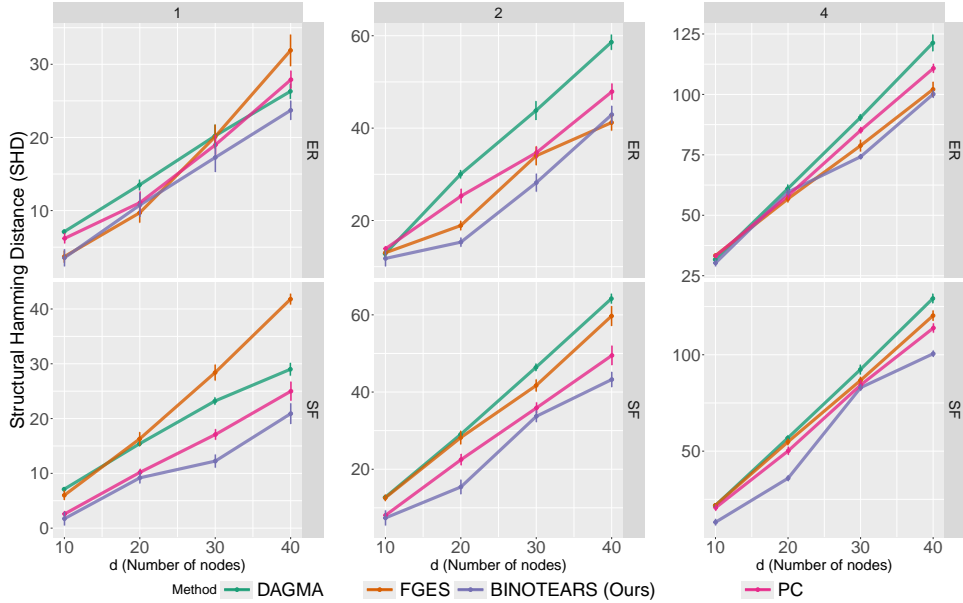 1 2 4
Structural Hamming Distance (SHD)
30
20
10
ER
60
40
20
ER
125
100
75
50
25
ER
40
30
20
10
0
SF
60
40
20
SF
100
50
SF
10 20 30 40
10 20 30 40
10 20 30 40
d (Number of nodes)
d (Number of nodes)
d (Number of nodes)
Method DAGMA FGES BINOTEARS (Ours) PC